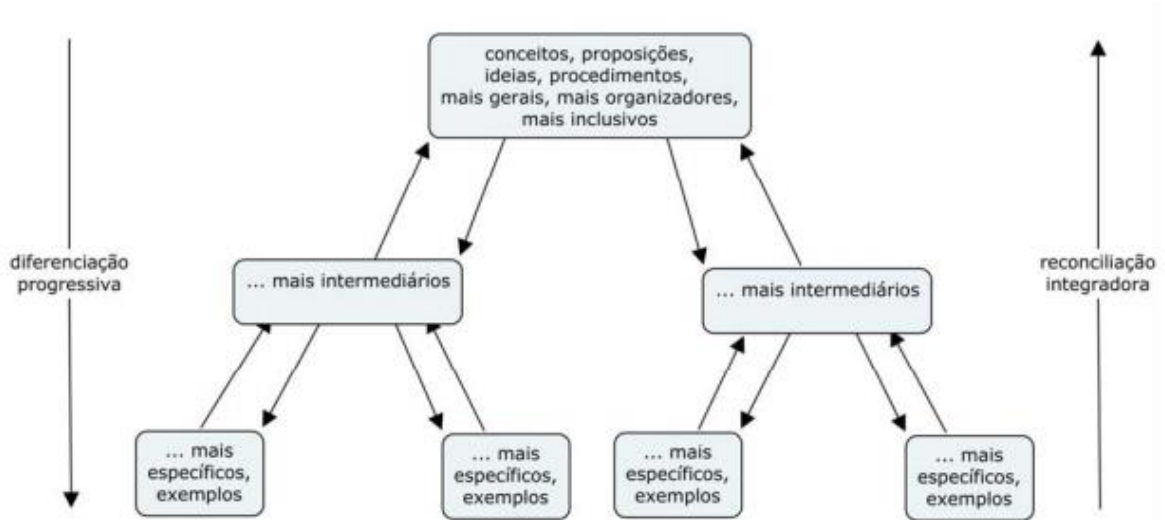 conceitos, proposições,
ideias, procedimentos,
mais gerais, mais organizadores,
mais inclusivos
diferenciação
progressiva
... mais intermediários
... mais intermediários
reconciliação
integradora
... mais
específicos,
exemplos
... mais
específicos,
exemplos
... mais
específicos,
exemplos
... mais
específicos,
exemplos